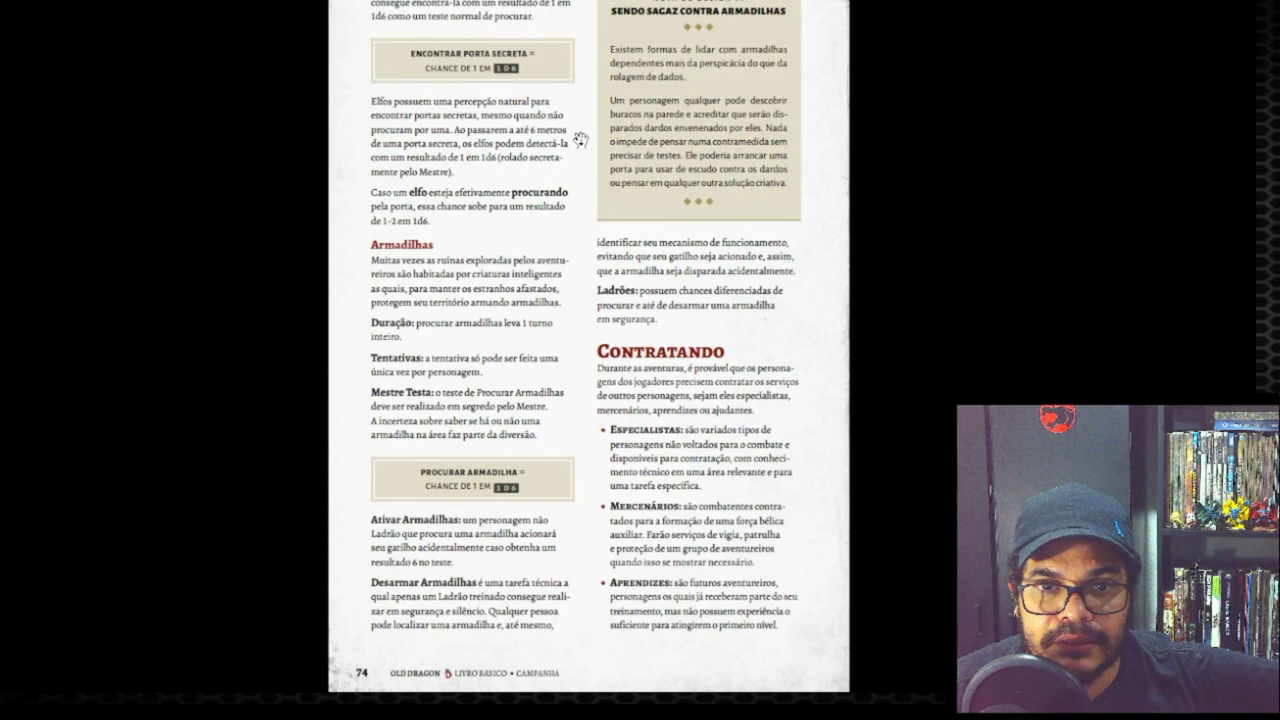 consegue encontrá-la com um resultado de 1 em
1d6 como um teste normal de procurar.
ENCONTRAR PORTA SECRETA =
CHANCE DE 1 EM 1D6
Elfos possuem uma percepção natural para
encontrar portas secretas, mesmo quando não
procuram por uma. Ao passarem a até 6 metros
de uma porta secreta, os elfos podem detectá-la
com um resultado de 1 em 1d6 (rolado secreta-
mente pelo Mestre).
Caso um elfo esteja efetivamente procurando
pela porta, essa chance sobe para um resultado
de 1-2 em 1d6.
Armadilhas
Muitas vezes as ruínas exploradas pelos aventu-
reiros são habitadas por criaturas inteligentes
as quais, para manter os estranhos afastados,
protegem seu território armando armadilhas.
Duração: procurar armadilhas leva 1 turno
inteiro.
Tentativas: a tentativa só pode ser feita uma
única vez por personagem.
Mestre Testa: o teste de Procurar Armadilhas
deve ser realizado em segredo pelo Mestre.
A incerteza sobre saber se há ou não uma
armadilha na área faz parte da diversão.
PROCURAR ARMADILHA =
CHANCE DE 1 EM 1D6
Ativar Armadilhas: um personagem não
Ladrão que procura uma armadilha acionará
seu gatilho acidentalmente caso obtenha um
resultado 6 no teste.
Desarmar Armadilhas é uma tarefa técnica a
qual apenas um Ladrão treinado consegue reali-
zar em segurança e silêncio. Qualquer pessoa
pode localizar uma armadilha e, até mesmo,
SENDO SAGAZ CONTRA ARMADILHAS
Existem formas de lidar com armadilhas
dependentes mais da perspicácia do que da
rolagem de dados.
Um personagem qualquer pode descobrir
buracos na parede e acreditar que serão dis-
parados dardos envenenados por eles. Nada
o impede de pensar numa contramedida sem
precisar de testes. Ele poderia arrancar uma
porta para usar de escudo contra os dardos
ou pensar em qualquer outra solução criativa.
identificar seu mecanismo de funcionamento,
evitando que seu gatilho seja acionado e, assim,
que a armadilha seja disparada acidentalmente.
Ladrões: possuem chances diferenciadas de
procurar e até de desarmar uma armadilha
em segurança.
CONTRATANDO
Durante as aventuras, é provável que os persona-
gens dos jogadores precisem contratar os serviços
de outros personagens, sejam eles especialistas,
mercenários, aprendizes ou ajudantes.
• ESPECIALISTAS: são variados tipos de
personagens não voltados para o combate e
disponíveis para contratação, com conheci-
mento técnico em uma área relevante e para
uma tarefa específica.
• MERCENÁRIOS: são combatentes contra-
tados para a formação de uma força bélica
auxiliar. Farão serviços de vigia, patrulha
e proteção de um grupo de aventureiros
quando isso se mostrar necessário.
• APRENDIZES: são futuros aventureiros,
personagens os quais já receberam parte do seu
treinamento, mas não possuem experiência o
suficiente para atingirem o primeiro nível.
74 OLD DRAGON LIVRO BÁSICO • CAMPANHA